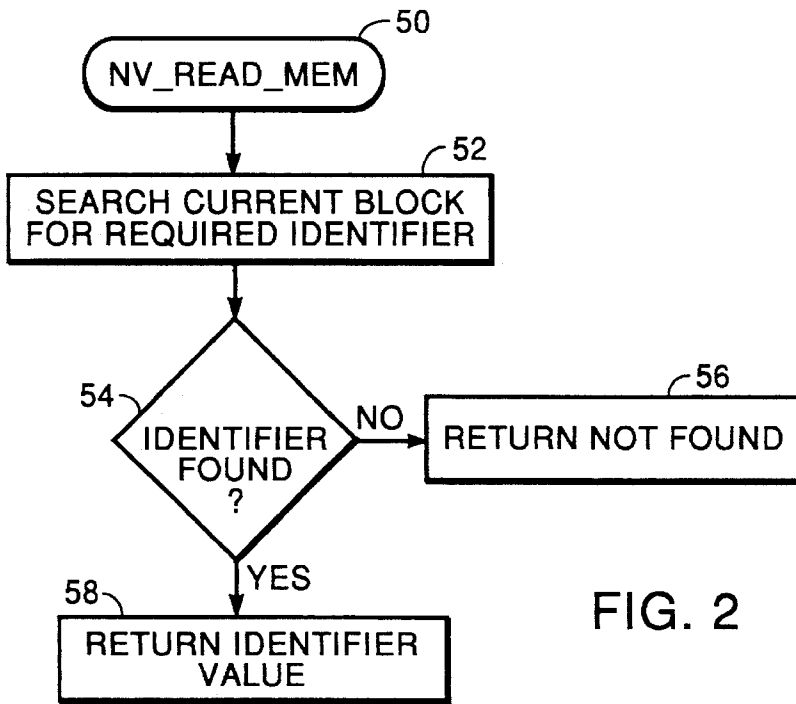 50
NV_READ_MEM
52
SEARCH CURRENT BLOCK
FOR REQUIRED IDENTIFIER
54
IDENTIFIER
FOUND
?
NO
56
RETURN NOT FOUND
YES
58
RETURN IDENTIFIER
VALUE
FIG. 2